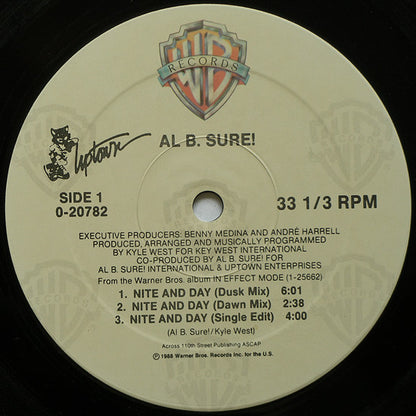 WB
RECORDS
Uptown
AL B. SURE!
SIDE 1
0-20782
33 1/3 RPM
EXECUTIVE PRODUCERS: BENNY MEDINA AND ANDRÉ HARRELL
PRODUCED, ARRANGED AND MUSICALLY PROGRAMMED
BY KYLE WEST FOR KEY WEST INTERNATIONAL
CO-PRODUCED BY AL B. SURE! FOR
AL B. SURE! INTERNATIONAL & UPTOWN ENTERPRISES
From the Warner Bros. album IN EFFECT MODE (1-25662)
1. NITE AND DAY (Dusk Mix) 6:01
2. NITE AND DAY (Dawn Mix) 2:38
3. NITE AND DAY (Single Edit) 4:00
(Al B. Sure!/Kyle West)
Across 110th Street Publishing ASCAP
℗ 1988 Warner Bros. Records Inc. for the U.S.